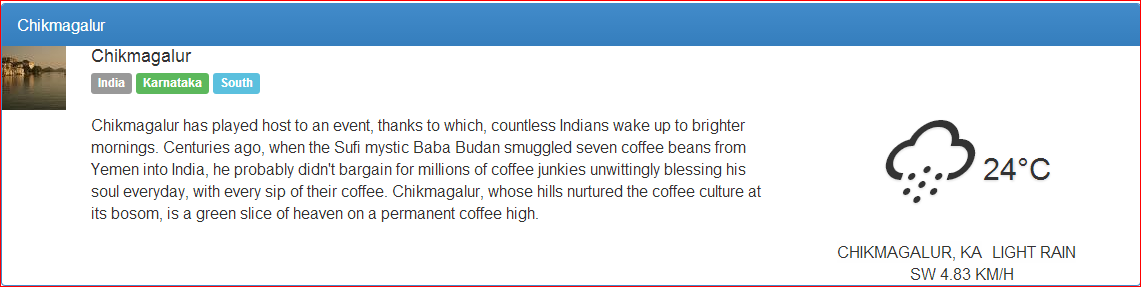 Chikmagalur
Chikmagalur
India Karnataka South
Chikmagalur has played host to an event, thanks to which, countless Indians wake up to brighter
mornings. Centuries ago, when the Sufi mystic Baba Budan smuggled seven coffee beans from
Yemen into India, he probably didn't bargain for millions of coffee junkies unwittingly blessing his
soul everyday, with every sip of their coffee. Chikmagalur, whose hills nurtured the coffee culture at
its bosom, is a green slice of heaven on a permanent coffee high.
24°C
CHIKMAGALUR, KA LIGHT RAIN
SW 4.83 KM/H